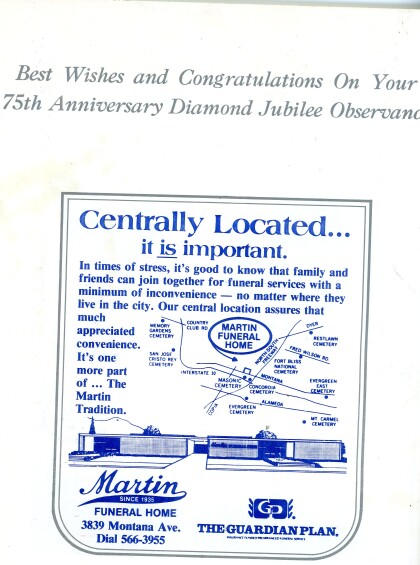 Best Wishes and Congratulations On Your
75th Anniversary Diamond Jubilee Observanc
Centrally Located...
it is important.
In times of stress, it's good to know that family and
friends can join together for funeral services with a
minimum of inconvenience — no matter where they
live in the city. Our central location assures that
much
appreciated
convenience.
It's one
more part
of ... The
Martin
Tradition.
MEMORY
GARDENS
CEMETERY
COUNTRY
CLUB RD
MARTIN
FUNERAL
HOME
DYER
RESTLAWN
CEMETERY
NORTH SOUTH
FREEWAY
FRED WILSON RD.
SAN JOSE
CRISTO REY
CEMETERY
FORT BLISS
NATIONAL
CEMETERY
INTERSTATE 10
MONTANA
MASONIC
CEMETERY
CONCORDIA
CEMETERY
EVERGREEN
EAST
CEMETERY
COPIA
ALAMEDA
EVERGREEN
CEMETERY
MT CARMEL
CEMETERY
Martin
SINCE 1935
FUNERAL HOME
3839 Montana Ave.
Dial 566-3955
GP
THE GUARDIAN PLAN.